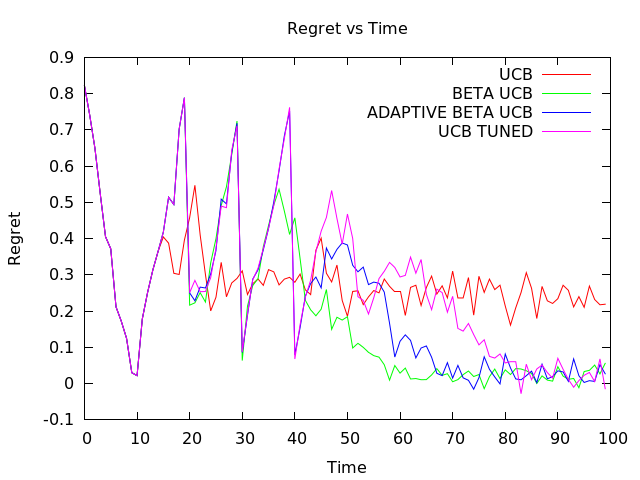 Regret vs Time
0.9
0.8
0.7
0.6
0.5
0.4
0.3
0.2
0.1
0
-0.1
Regret
UCB
BETA UCB
ADAPTIVE BETA UCB
UCB TUNED
0 10 20 30 40 50 60 70 80 90 100
Time